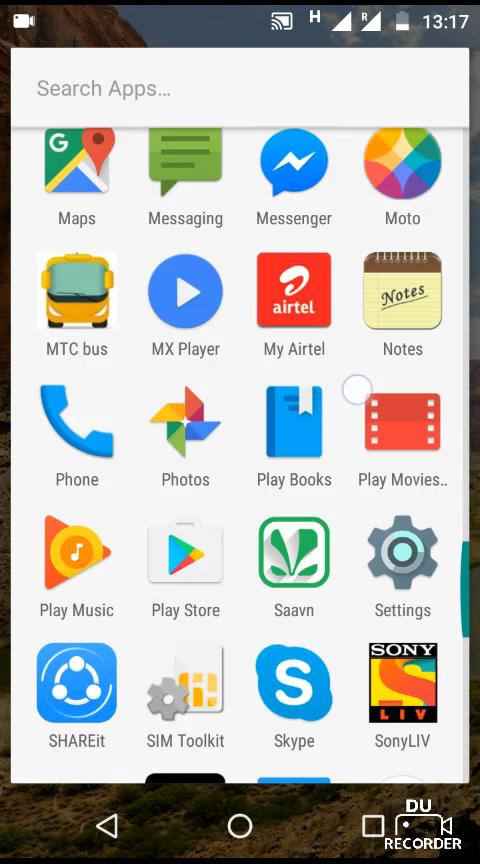 H R 13:17
Search Apps…
G
Maps Messaging Messenger Moto
airtel Notes
MTC bus MX Player My Airtel Notes
Phone Photos Play Books Play Movies..
Play Music Play Store Saavn Settings
S SONY
LIV
SHAREit SIM Toolkit Skype SonyLIV
DU
RECORDER